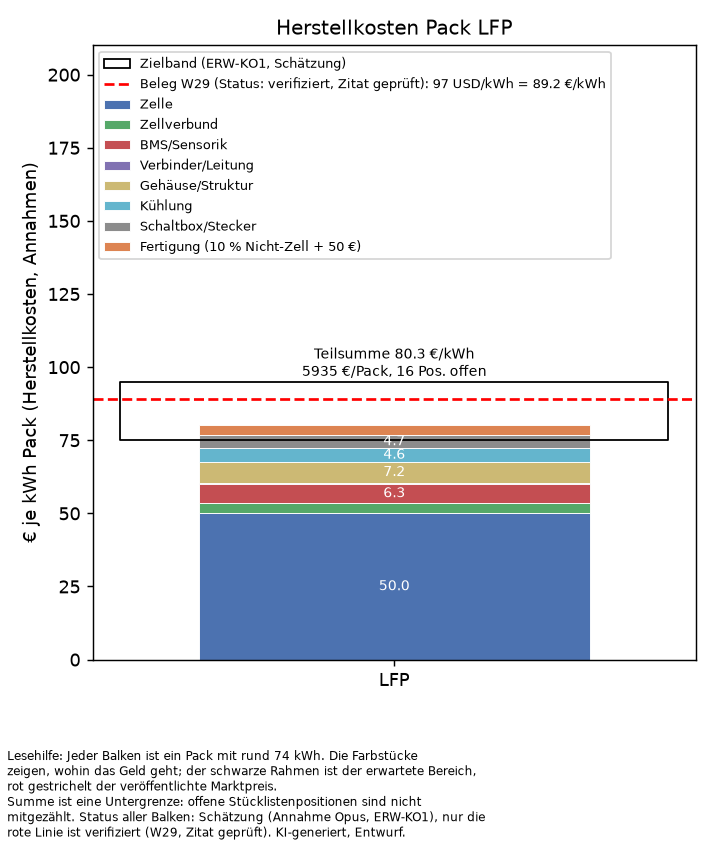 Herstellkosten Pack LFP
Zielband (ERW-KO1, Schätzung)
Beleg W29 (Status: verifiziert, Zitat geprüft): 97 USD/kWh = 89.2 €/kWh
Zelle
Zellverbund
BMS/Sensorik
Verbinder/Leitung
Gehäuse/Struktur
Kühlung
Schaltbox/Stecker
Fertigung (10 % Nicht-Zell + 50 €)
€ je kWh Pack (Herstellkosten, Annahmen)
200
175
150
125
100
75
50
25
0
Teilsumme 80.3 €/kWh
5935 €/Pack, 16 Pos. offen
4.7
4.6
7.2
6.3
50.0
LFP
Lesehilfe: Jeder Balken ist ein Pack mit rund 74 kWh. Die Farbstücke
zeigen, wohin das Geld geht; der schwarze Rahmen ist der erwartete Bereich,
rot gestrichelt der veröffentlichte Marktpreis.
Summe ist eine Untergrenze: offene Stücklistenpositionen sind nicht
mitgezählt. Status aller Balken: Schätzung (Annahme Opus, ERW-KO1), nur die
rote Linie ist verifiziert (W29, Zitat geprüft). KI-generiert, Entwurf.